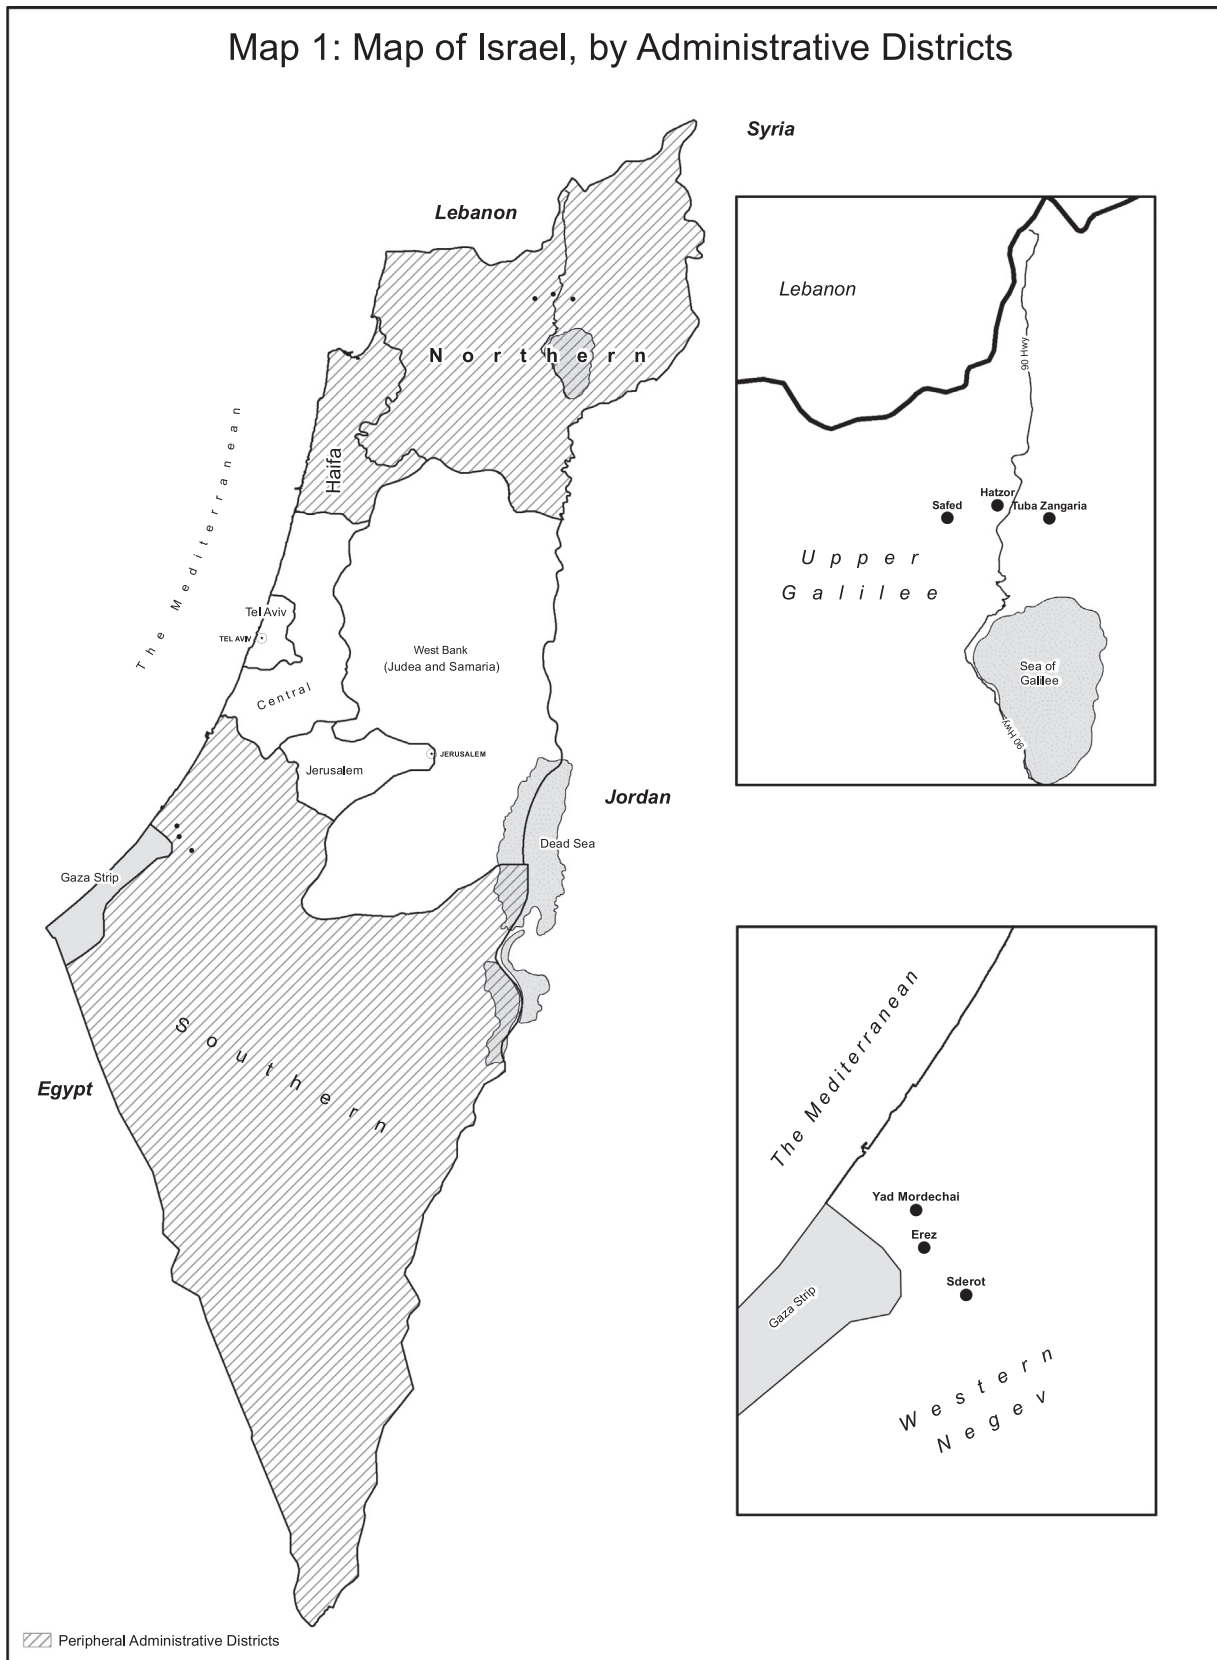 Map 1: Map of Israel, by Administrative Districts
Syria
Lebanon
Northern
Haifa
The Mediterranean
Tel Aviv
TEL AVIV
West Bank
(Judea and Samaria)
Central
JERUSALEM
Jerusalem
Jordan
Dead Sea
Gaza Strip
Southern
Egypt
Peripheral Administrative Districts
Lebanon
90 Hwy
Hatzor
Safed
Tuba Zangaria
Upper
Galilee
Sea of
Galilee
90 Hwy
The Mediterranean
Yad Mordechai
Erez
Sderot
Gaza Strip
Western
Negev